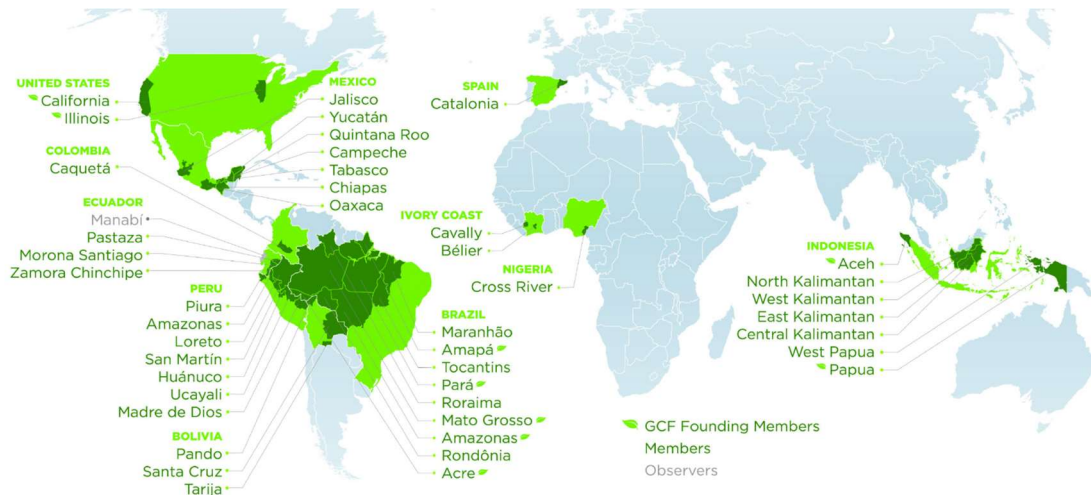 UNITED STATES
California
Illinois
MEXICO
Jalisco
Yucatán
Quintana Roo
Campeche
Tabasco
Chiapas
Oaxaca
COLOMBIA
Caquetá
ECUADOR
Manabí
Pastaza
Morona Santiago
Zamora Chinchipe
PERU
Piura
Amazonas
Loreto
San Martín
Huánuco
Ucayali
Madre de Dios
BOLIVIA
Pando
Santa Cruz
Tarija
BRAZIL
Maranhão
Amapá
Tocantins
Pará
Roraima
Mato Grosso
Amazonas
Rondônia
Acre
SPAIN
Catalonia
IVORY COAST
Cavally
Bélier
NIGERIA
Cross River
INDONESIA
Aceh
North Kalimantan
West Kalimantan
East Kalimantan
Central Kalimantan
West Papua
Papua
GCF Founding Members
Members
Observers